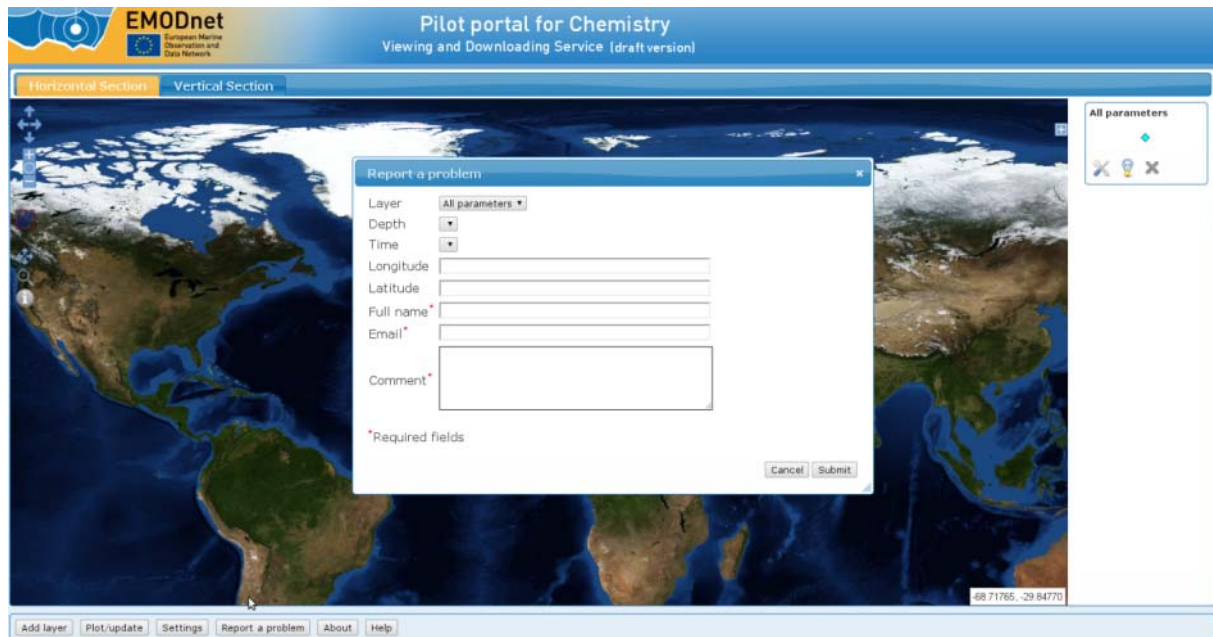 EMODnet
European Marine
Observation and
Data Network
Pilot portal for Chemistry
Viewing and Downloading Service (draft version)
Horizontal Section
Vertical Section
All parameters
Report a problem
Layer All parameters
Depth
Time
Longitude
Latitude
Full name*
Email*
Comment*
*Required fields
Cancel Submit
-68.71765, -29.84770
Add layer Plot/update Settings Report a problem About Help